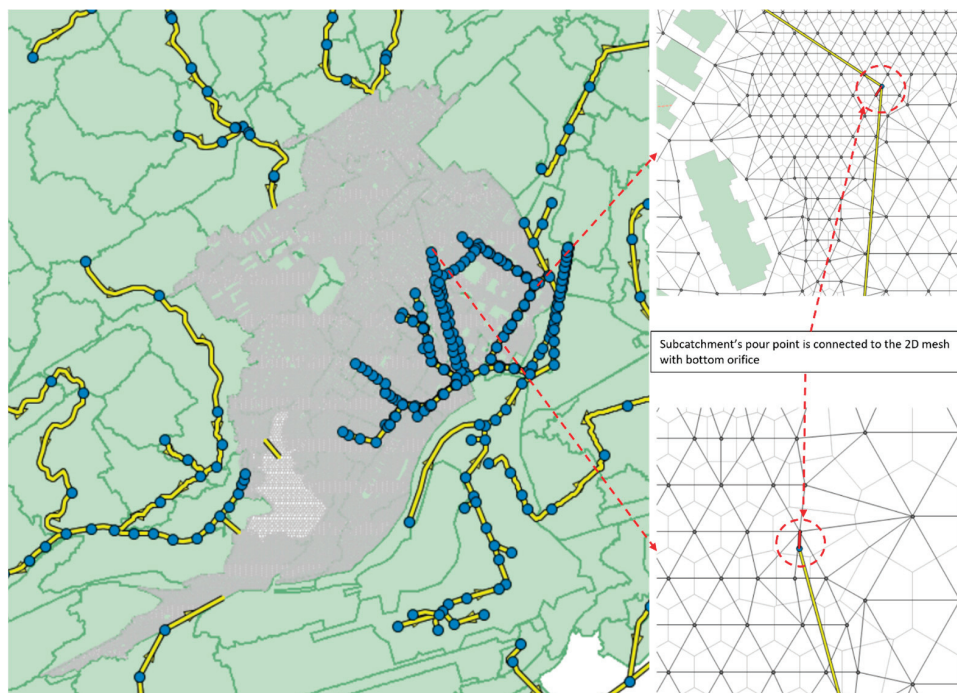 Subcatchment's pour point is connected to the 2D mesh
with bottom orifice